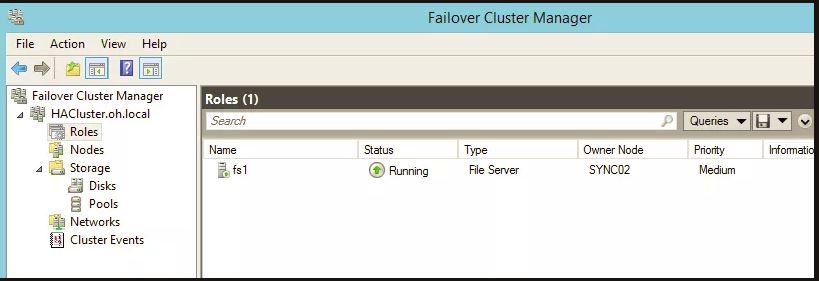 Failover Cluster Manager
File Action View Help
Failover Cluster Manager
HACluster.oh.local
Roles
Nodes
Storage
Disks
Pools
Networks
Cluster Events
Roles (1)
Search Queries
Name Status Type Owner Node Priority Informatio
fs1 Running File Server SYNC02 Medium